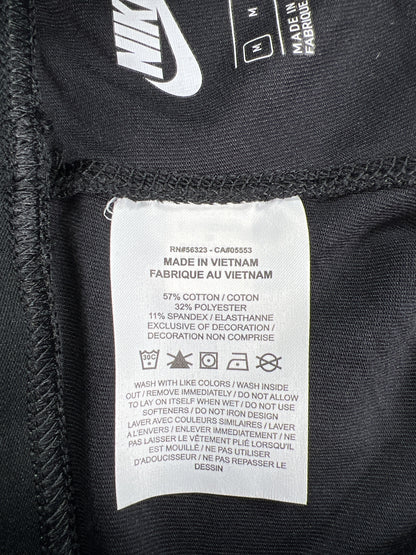 NIKE
M
M
MADE IN
FABRIQUÉ
RN#56323 - CA#05553
MADE IN VIETNAM
FABRIQUE AU VIETNAM
57% COTTON / COTON
32% POLYESTER
11% SPANDEX / ELASTHANNE
EXCLUSIVE OF DECORATION /
DECORATION NON COMPRISE
30C
WASH WITH LIKE COLORS / WASH INSIDE
OUT / REMOVE IMMEDIATELY / DO NOT ALLOW
TO LAY ON ITSELF WHEN WET / DO NOT USE
SOFTENERS / DO NOT IRON DESIGN
LAVER AVEC COULEURS SIMILAIRES / LAVER
A L'ENVERS / ENLEVER IMMEDIATEMENT / NE
PAS LAISSER LE VÊTEMENT PLIÉ LORSQU'IL
EST MOUILLÉ / NE PAS UTILISER
D'ADOUCISSEUR / NE PAS REPASSER LE
DESSIN